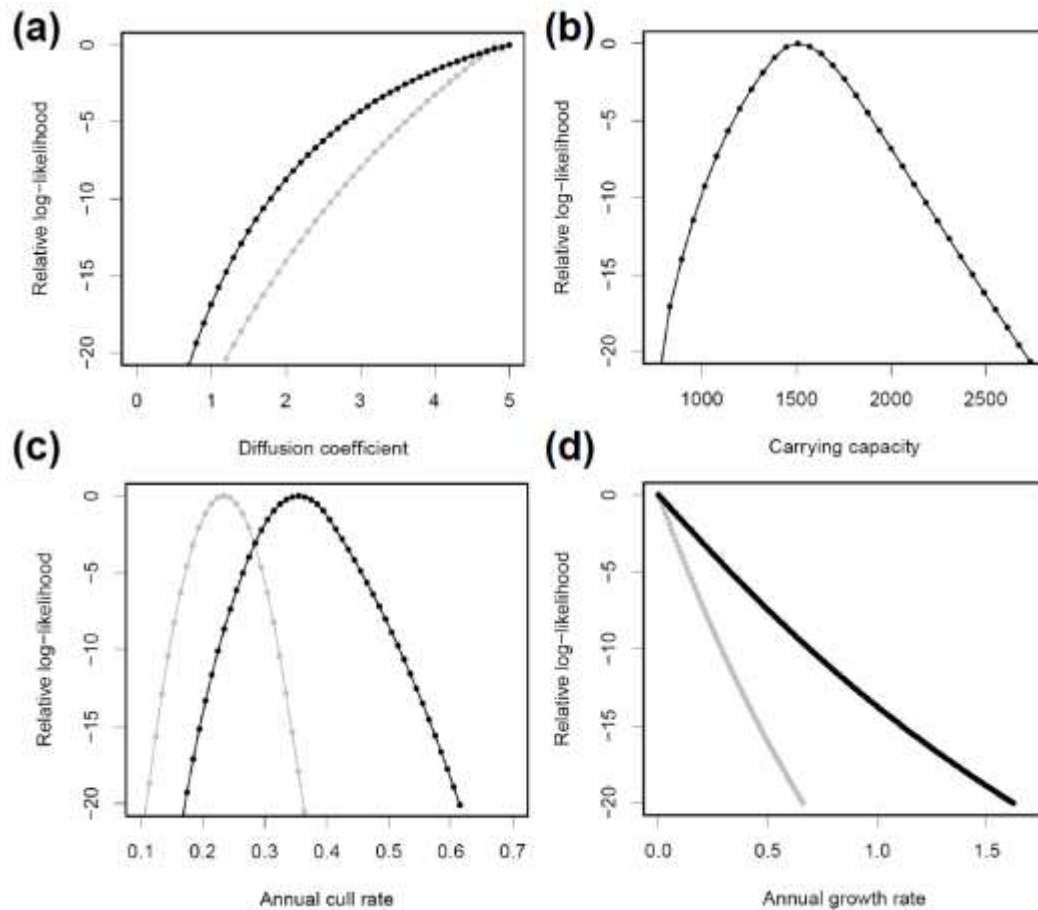 (a)
Relative log-likelihood
0
-5
-10
-15
-20
0 1 2 3 4 5
Diffusion coefficient
(b)
Relative log-likelihood
0
-5
-10
-15
-20
1000 1500 2000 2500
Carrying capacity
(c)
Relative log-likelihood
0
-5
-10
-15
-20
0.1 0.2 0.3 0.4 0.5 0.6 0.7
Annual cull rate
(d)
Relative log-likelihood
0
-5
-10
-15
-20
0.0 0.5 1.0 1.5
Annual growth rate